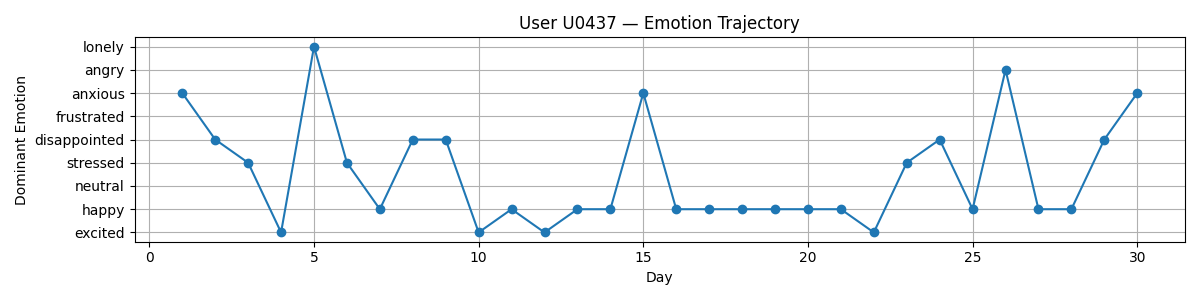 User U0437 — Emotion Trajectory
Dominant Emotion
lonely
angry
anxious
frustrated
disappointed
stressed
neutral
happy
excited
0 5 10 15 20 25 30
Day